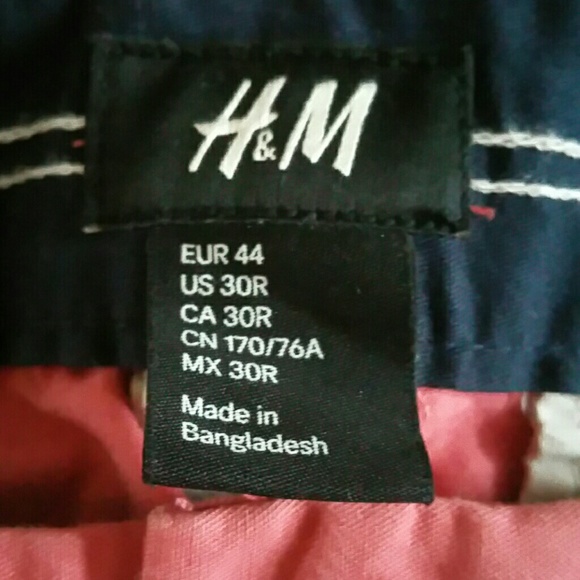 H&M
EUR 44
US 30R
CA 30R
CN 170/76A
MX 30R
Made in
Bangladesh